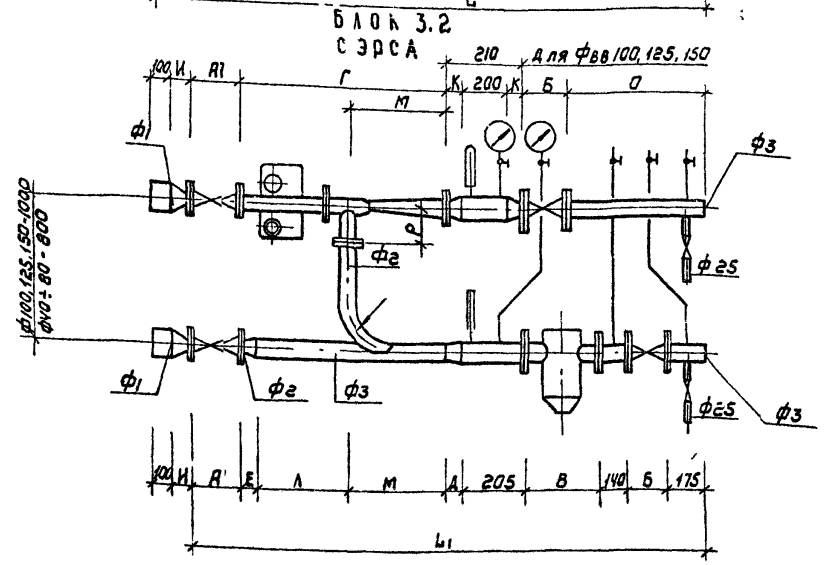 БЛОК 3.2
С ЭРСА
210 Для ФВВ 100, 125, 150
100 И А1 Г К 200 К Б О
М
Ф1
Ф3
Р
Ф2
Ф25
Ф100, 125, 150-1000
Ф40÷80-800
Ф1 Ф2 Ф3 Ф25 Ф3
100 И А' Е Л М Д 205 В 140 Б 175
L1